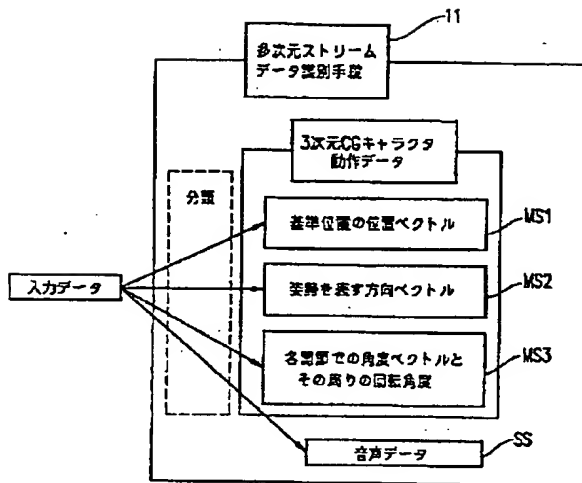 11
多次元ストリーム
データ識別手段
3次元CGキャラクタ
動作データ
分類
基準位置の位置ベクトル
MS1
入力データ
姿勢を表す方向ベクトル
MS2
各関節での角度ベクトルと
その周りの回転角度
MS3
音声データ
SS